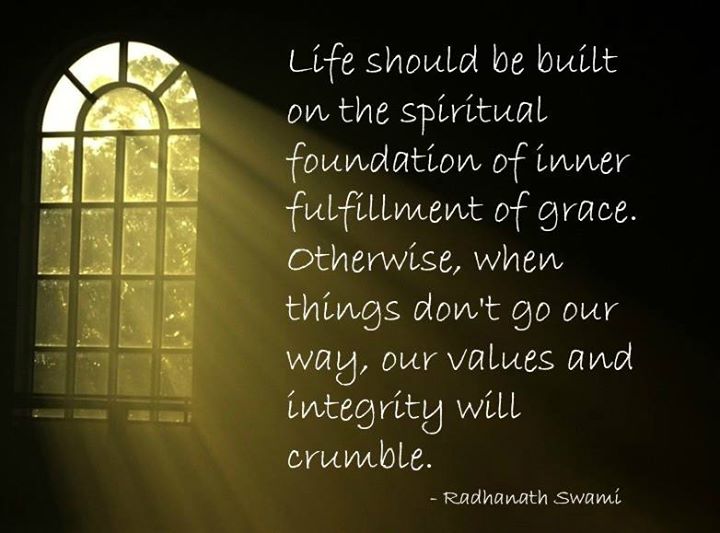 Life should be built
on the spiritual
foundation of inner
fulfillment of grace.
Otherwise, when
things don't go our
way, our values and
integrity will
crumble.
- Radhanath Swami